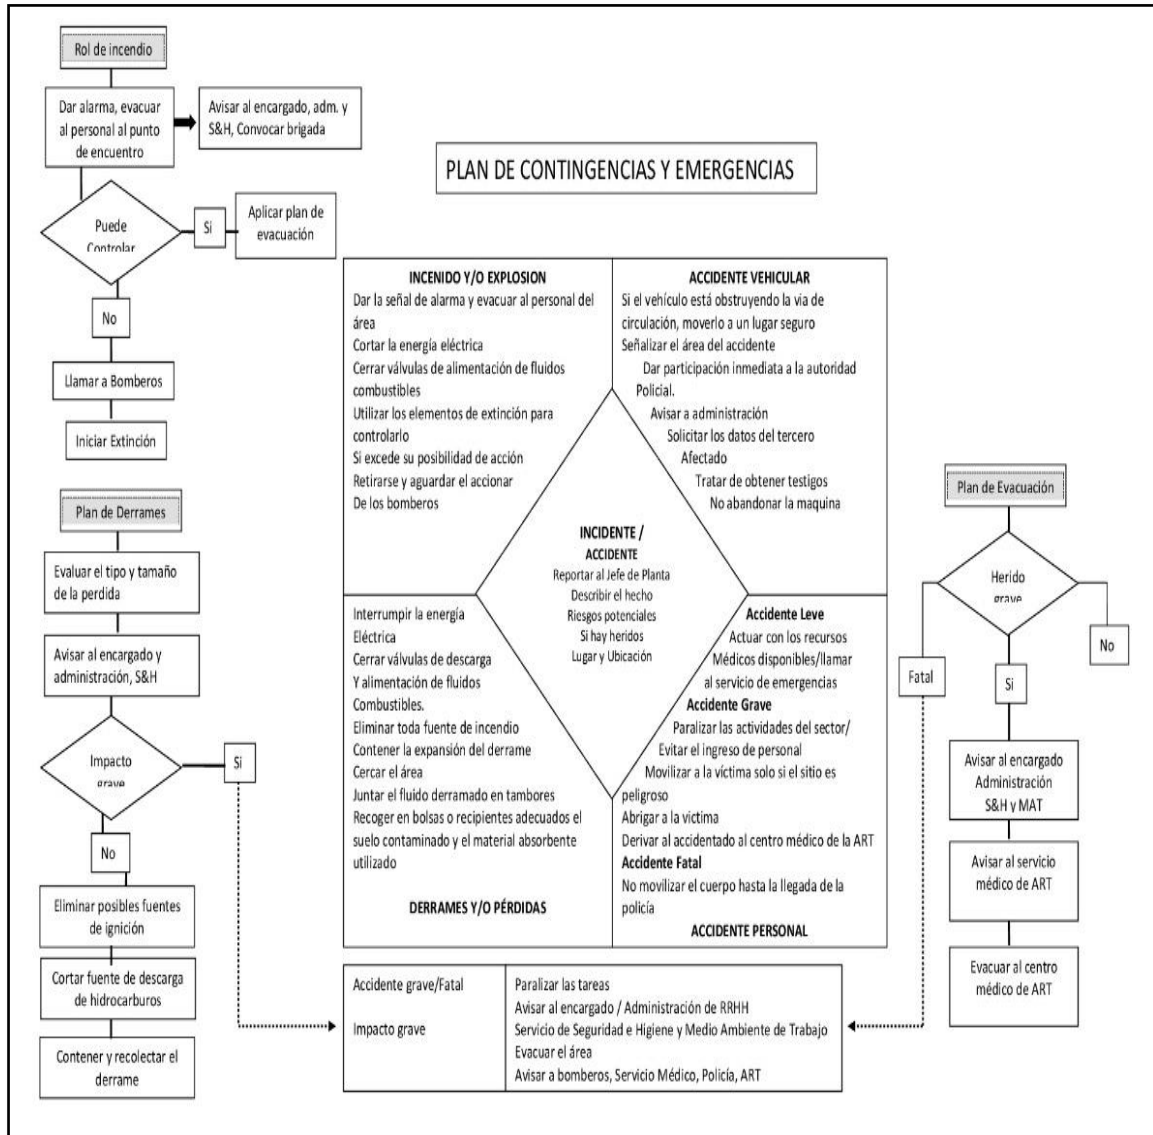 Rol de incendio
Dar alarma, evacuar
al personal al punto
de encuentro
Avisar al encargado, adm. y
S&H, Convocar brigada
Puede
Controlar
Si
Aplicar plan de
evacuación
No
Llamar a Bomberos
Iniciar Extinción
PLAN DE CONTINGENCIAS Y EMERGENCIAS
INCENIDO Y/O EXPLOSION
Dar la señal de alarma y evacuar al personal del
área
Cortar la energía eléctrica
Cerrar válvulas de alimentación de fluidos
combustibles
Utilizar los elementos de extinción para
controlarlo
Si excede su posibilidad de acción
Retirarse y aguardar el accionar
De los bomberos
ACCIDENTE VEHICULAR
Si el vehículo está obstruyendo la via de
circulación, moverlo a un lugar seguro
Señalizar el área del accidente
Dar participación inmediata a la autoridad
Policial.
Avisar a administración
Solicitar los datos del tercero
Afectado
Tratar de obtener testigos
No abandonar la maquina
INCIDENTE /
ACCIDENTE
Reportar al Jefe de Planta
Describir el hecho
Riesgos potenciales
Si hay heridos
Lugar y Ubicación
Interrumpir la energía
Eléctrica
Cerrar válvulas de descarga
Y alimentación de fluidos
Combustibles.
Eliminar toda fuente de incendio
Contener la expansión del derrame
Cercar el área
Juntar el fluido derramado en tambores
Recoger en bolsas o recipientes adecuados el
suelo contaminado y el material absorbente
utilizado
DERRAMES Y/O PÉRDIDAS
Accidente Leve
Actuar con los recursos
Médicos disponibles/llamar
al servicio de emergencias
Accidente Grave
Paralizar las actividades del sector/
Evitar el ingreso de personal
Movilizar a la víctima solo si el sitio es
peligroso
Abrigar a la victima
Derivar al accidentado al centro médico de la ART
Accidente Fatal
No movilizar el cuerpo hasta la llegada de la
policía
ACCIDENTE PERSONAL
Plan de Derrames
Evaluar el tipo y tamaño
de la perdida
Avisar al encargado y
administración, S&H
Impacto
grave
Si
No
Eliminar posibles fuentes
de ignición
Cortar fuente de descarga
de hidrocarburos
Contener y recolectar el
derrame
Plan de Evacuación
Herido
grave
No
Fatal
Si
Avisar al encargado
Administración
S&H y MAT
Avisar al servicio
médico de ART
Evacuar al centro
médico de ART
Accidente grave/Fatal
Impacto grave
Paralizar las tareas
Avisar al encargado / Administración de RRHH
Servicio de Seguridad e Higiene y Medio Ambiente de Trabajo
Evacuar el área
Avisar a bomberos, Servicio Médico, Policía, ART